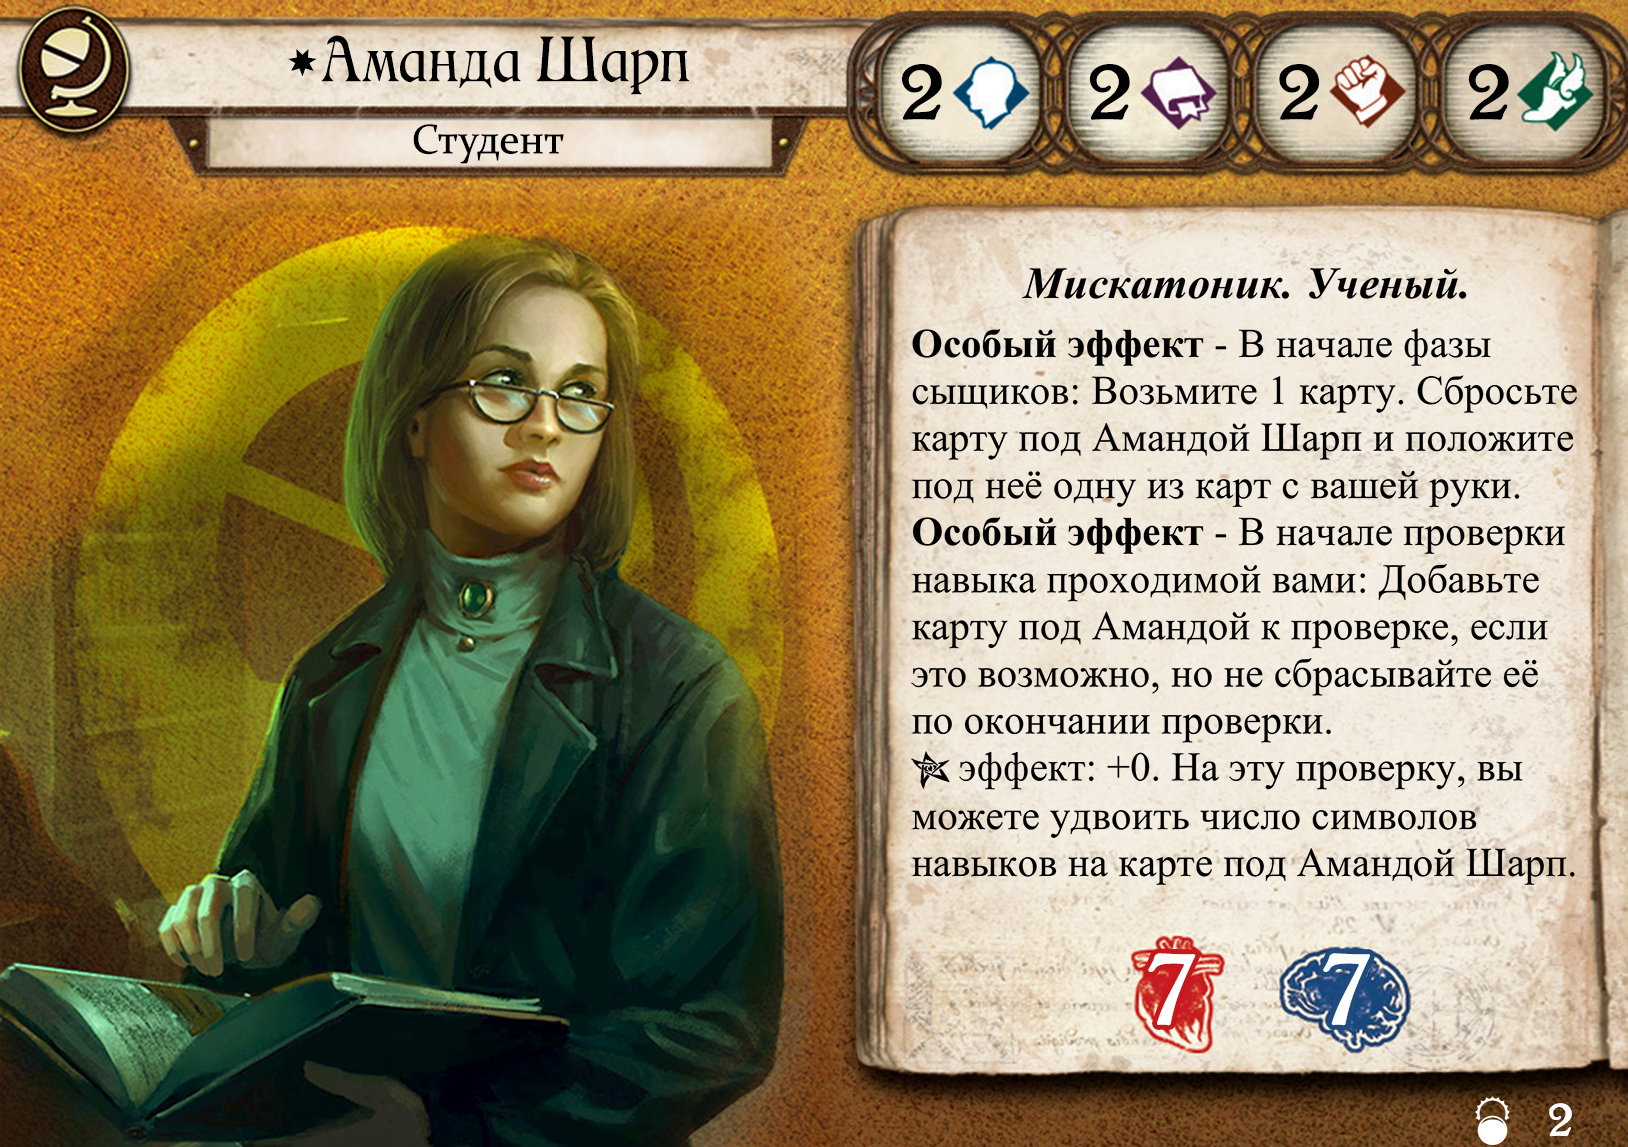 Аманда Шарп
Студент
2 2 2 2
Мискатоник. Ученый.
Особый эффект - В начале фазы
сыщиков: Возьмите 1 карту. Сбросьте
карту под Амандой Шарп и положите
под неё одну из карт с вашей руки.
Особый эффект - В начале проверки
навыка проходимой вами: Добавьте
карту под Амандой к проверке, если
это возможно, но не сбрасывайте её
по окончании проверки.
эффект: +0. На эту проверку, вы
можете удвоить число символов
навыков на карте под Амандой Шарп.
7 7
2